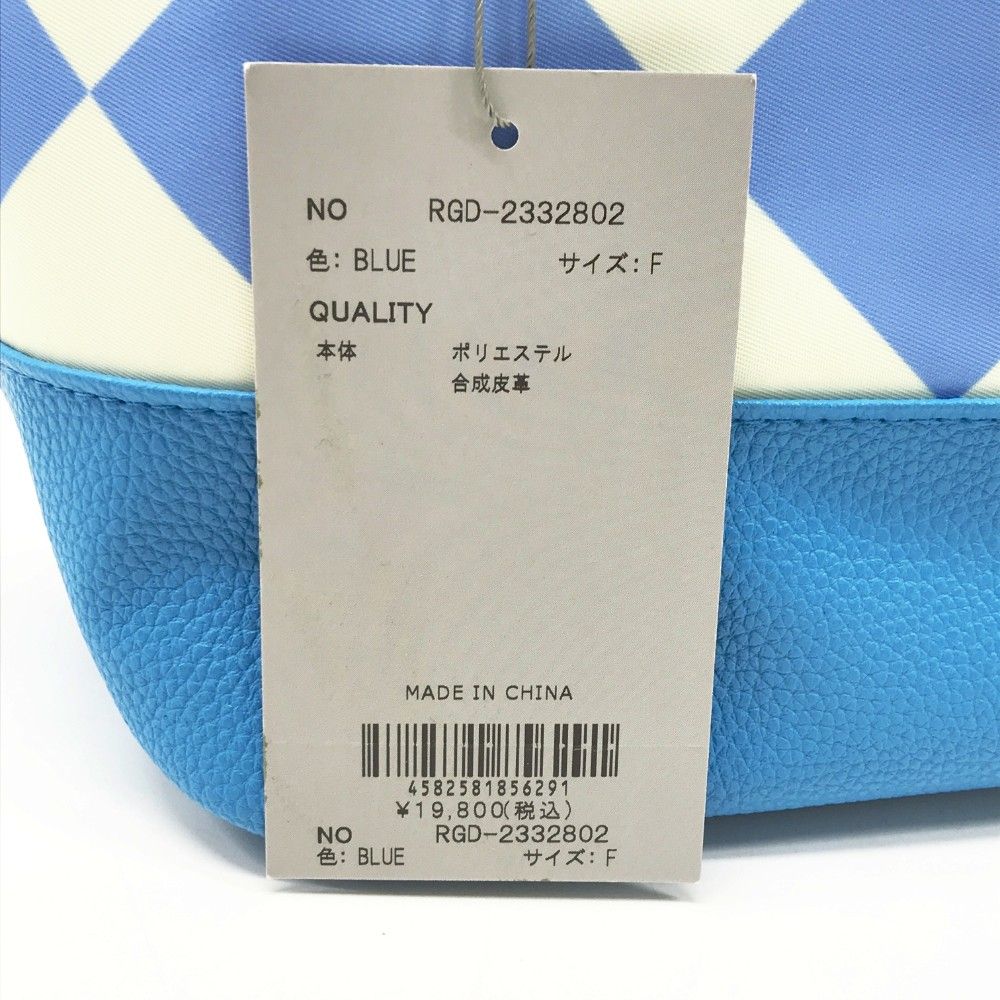 NO RGD-2332802
色: BLUE サイズ: F
QUALITY
本体 ポリエステル
合成皮革
MADE IN CHINA
4582581856291
¥19,800(税込)
NO RGD-2332802
色: BLUE サイズ: F